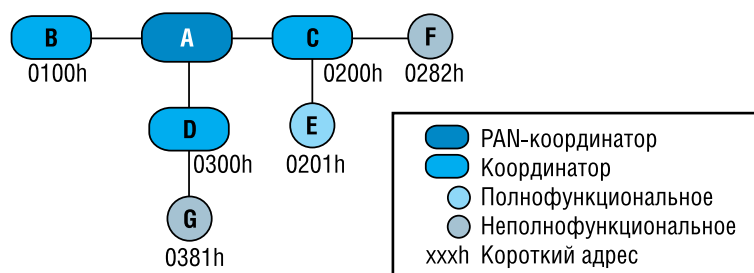 B A C F
0100h 0200h 0282h
D E
0300h 0201h
G
0381h
PAN-координатор
Координатор
Полнофункциональное
Неполнофункциональное
xxxh Короткий адрес